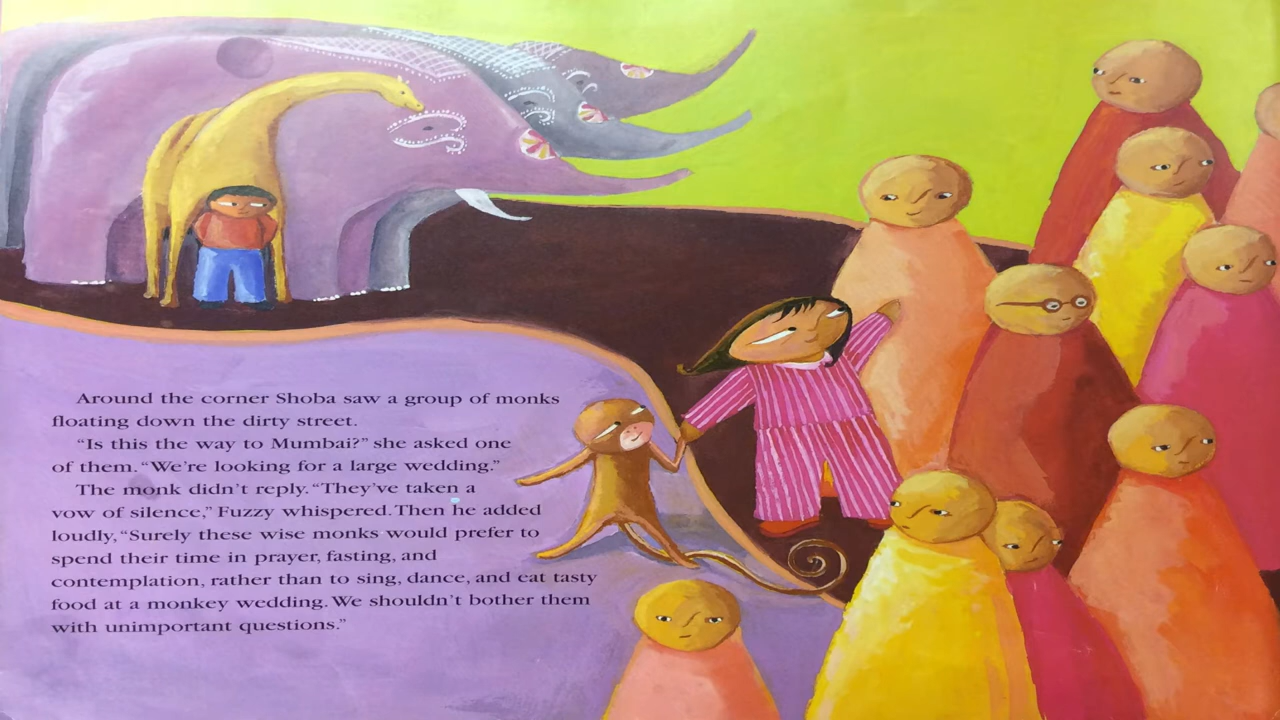 Around the corner Shoba saw a group of monks
floating down the dirty street.
“Is this the way to Mumbai?” she asked one
of them. “We’re looking for a large wedding.”
The monk didn’t reply. “They’ve taken a
vow of silence,” Fuzzy whispered. Then he added
loudly, “Surely these wise monks would prefer to
spend their time in prayer, fasting, and
contemplation, rather than to sing, dance, and eat tasty
food at a monkey wedding. We shouldn’t bother them
with unimportant questions.”